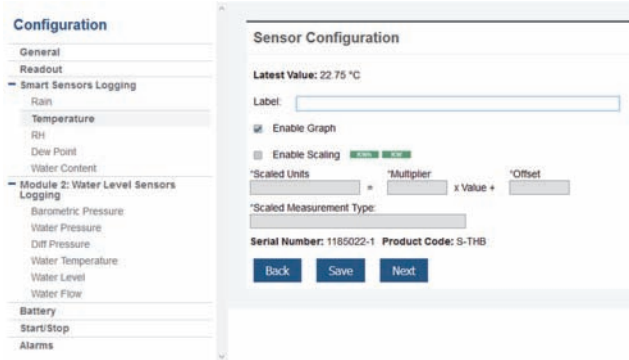 Configuration
General
Readout
Smart Sensors Logging
Rain
Temperature
RH
Dew Point
Water Content
Module 2: Water Level Sensors
Logging
Barometric Pressure
Water Pressure
Diff Pressure
Water Temperature
Water Level
Water Flow
Battery
Start/Stop
Alarms
Sensor Configuration
Latest Value: 22.75 °C
Label:
Enable Graph
Enable Scaling
*Scaled Units
*Multiplier
*Offset
=
x Value +
*Scaled Measurement Type:
Serial Number: 1185022-1 Product Code: S-THB
Back Save Next